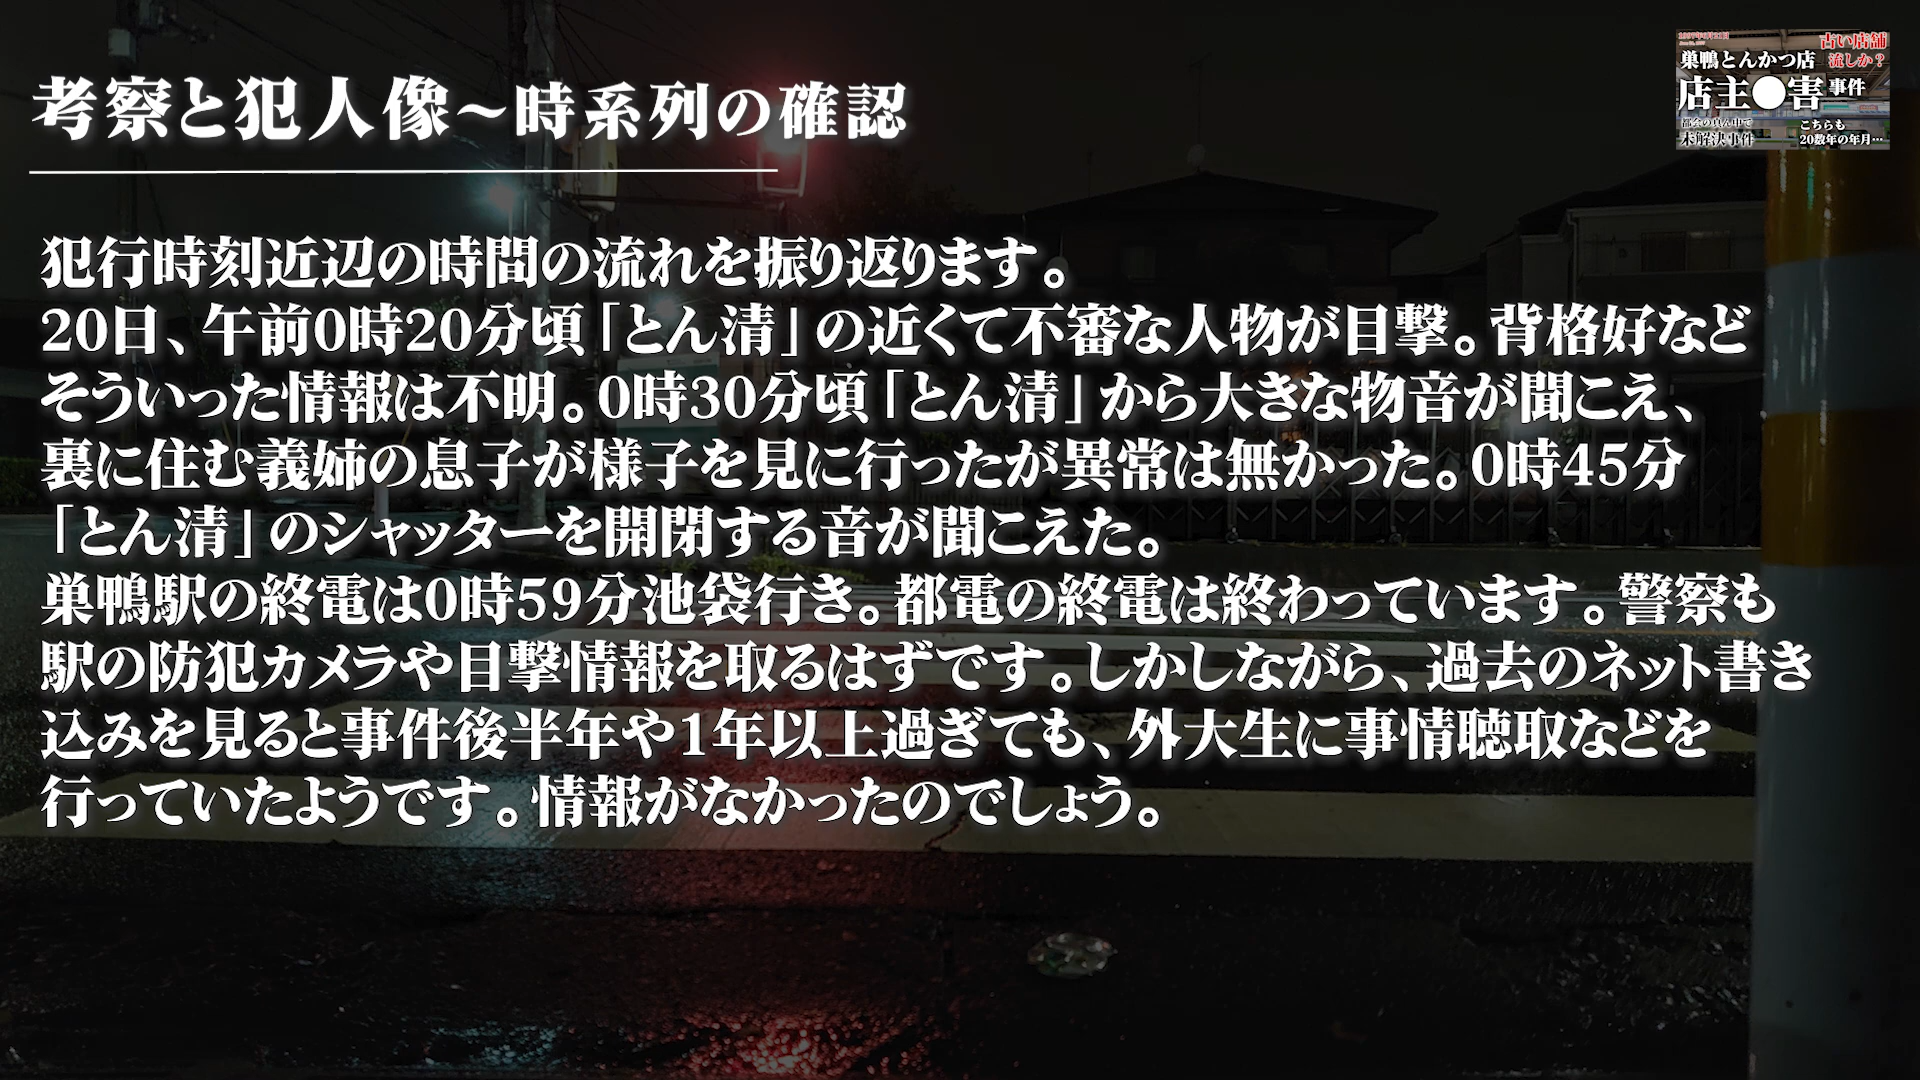 考察と犯人像～時系列の確認
古い店舗
巣鴨とんかつ店
流しか？
店主●害
事件
都会の真ん中で
こちらも
未解決事件
20数年の年月…
犯行時刻近辺の時間の流れを振り返ります。
20日、午前0時20分頃「とん清」の近くて不審な人物が目撃。背格好など
そういった情報は不明。0時30分頃「とん清」から大きな物音が聞こえ、
裏に住む義姉の息子が様子を見に行ったが異常は無かった。0時45分
「とん清」のシャッターを開閉する音が聞こえた。
巣鴨駅の終電は0時59分池袋行き。都電の終電は終わっています。警察も
駅の防犯カメラや目撃情報を取るはずです。しかしながら、過去のネット書き
込みを見ると事件後半年や1年以上過ぎても、外大生に事情聴取などを
行っていたようです。情報がなかったのでしょう。